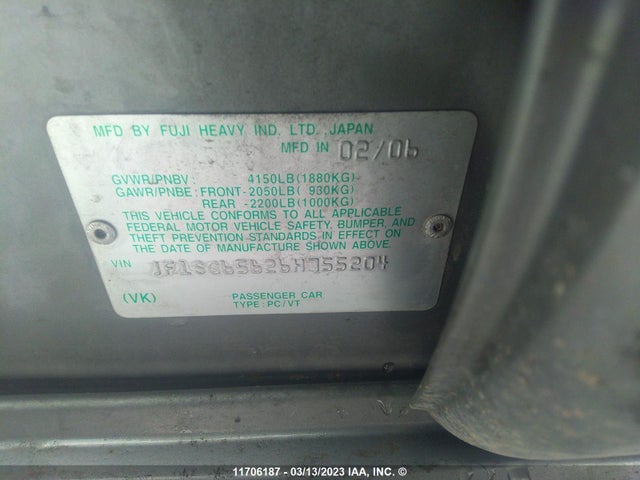 MFD BY FUJI HEAVY IND. LTD., JAPAN
MFD IN 02/06
GVWR/PNBV : 4150LB(1880KG)-
GAWR/PNBE : FRONT-2050LB( 930KG)
REAR -2200LB(1000KG)
THIS VEHICLE CONFORMS TO ALL APPLICABLE
FEDERAL MOTOR VEHICLE SAFETY, BUMPER, AND
THEFT PREVENTION STANDARDS IN EFFECT ON THE
DATE OF MANUFACTURE SHOWN ABOVE.
VIN JF1SG65626H755204
(VK) PASSENGER CAR
TYPE : PC/VT
11706187 - 03/13/2023 IAA, INC. ©